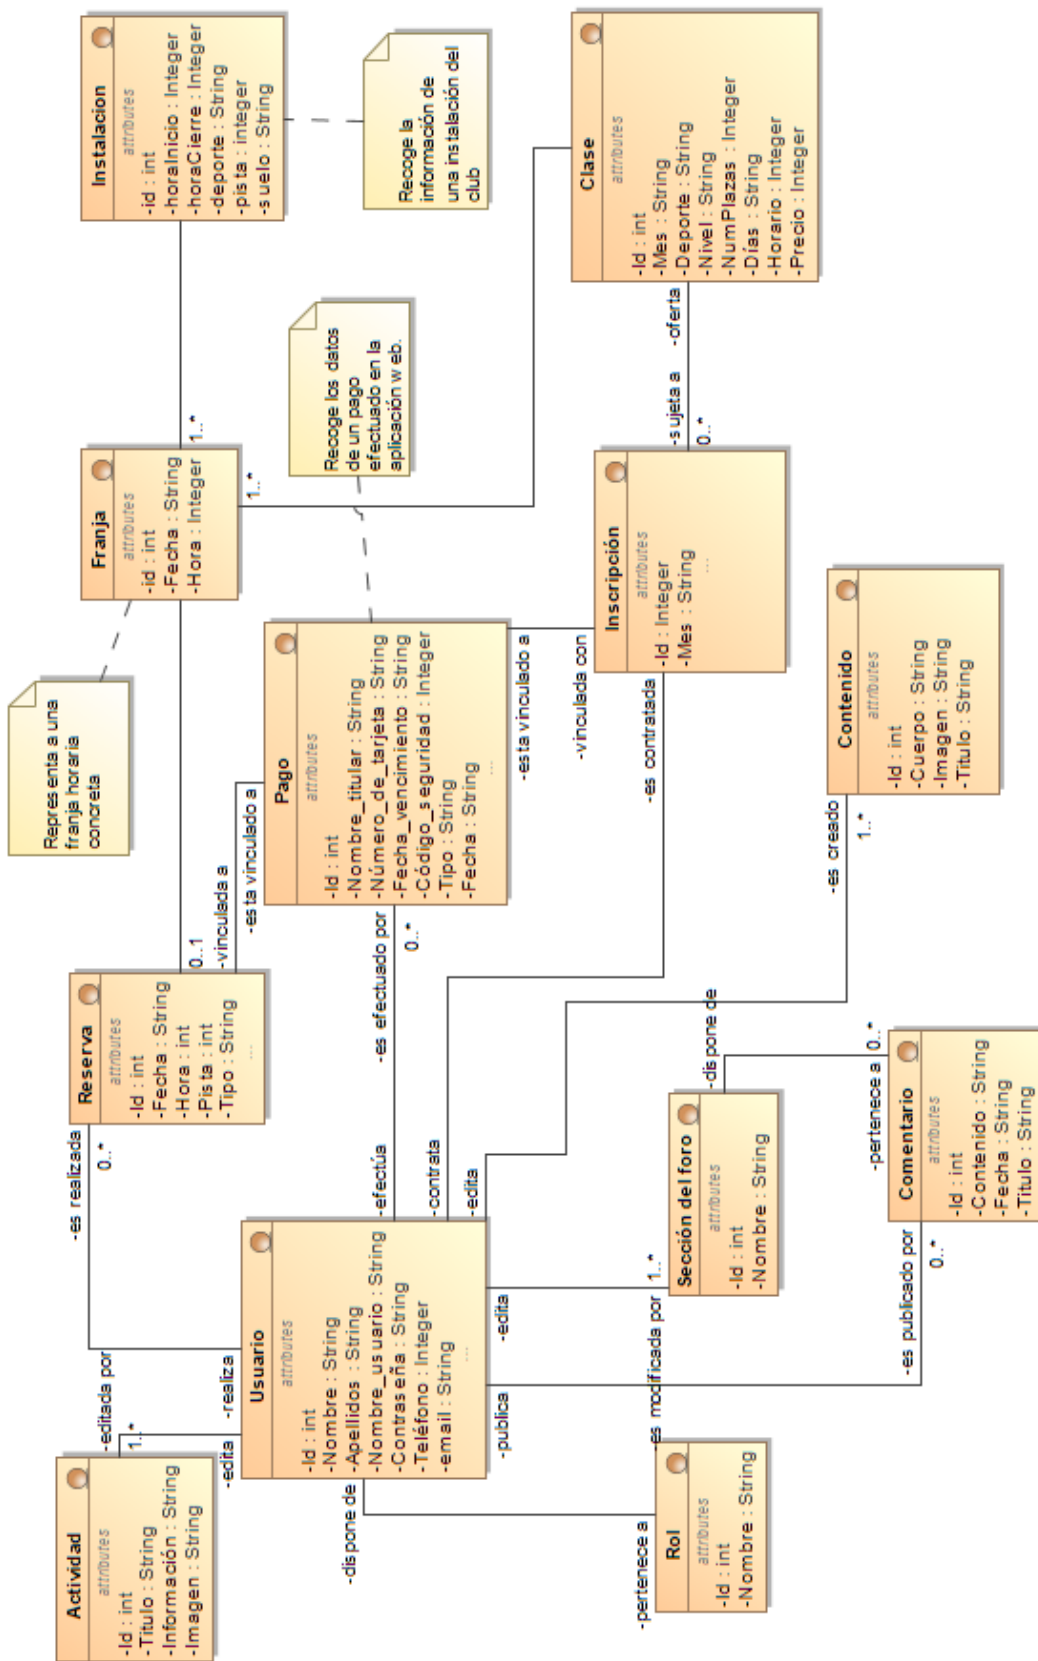 Actividad
attributes
-Id : int
-Titulo : String
-Información : String
-Imagen : String
-editada por
1..*
-edita
-es realizada
0..*
-realiza
Reserva
attributes
-Id : int
-Fecha : String
-Hora : int
-Pista : int
-Tipo : String
...
0..1
-vinculada a
-esta vinculado a
Representa a una
franja horaria
concreta
Franja
attributes
-id : int
-Fecha : String
-Hora : Integer
1..*
1..*
Instalacion
attributes
-id : int
-horaInicio : Integer
-horaCierre : Integer
-deporte : String
-pista : integer
-suelo : String
Recoge la
información de
una instalación del
club
Usuario
attributes
-Id : int
-Nombre : String
-Apellidos : String
-Nombre_usuario : String
-Contraseña : String
-Teléfono : Integer
-email : String
...
-efectúa
-contrata
-edita
-es efectuado por
0..*
Pago
attributes
-Id : int
-Nombre_titular : String
-Número_de_tarjeta : String
-Fecha_vencimiento : String
-Código_seguridad : Integer
-Tipo : String
-Fecha : String
...
Recoge los datos
de un pago
efectuado en la
aplicación w eb.
-esta vinculado a
-vinculada con
-es contratada
Inscripción
attributes
-Id : Integer
-Mes : String
...
-sujeta a
0..*
-oferta
Clase
attributes
-Id : int
-Mes : String
-Deporte : String
-Nivel : String
-NumPlazas : Integer
-Días : String
-Horario : Integer
-Precio : Integer
-dispone de
-pertenece a
Rol
attributes
-Id : int
-Nombre : String
-publica
-edita
-es modificada por
1..*
Sección del foro
attributes
-Id : int
-Nombre : String
-dispone de
-pertenece a
0..*
-es publicado por
0..*
Comentario
attributes
-Id : int
-Contenido : String
-Fecha : String
-Titulo : String
-es creado
1..*
Contenido
attributes
-Id : int
-Cuerpo : String
-Imagen : String
-Titulo : String